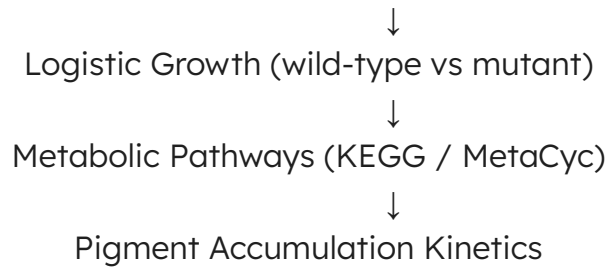 ↓
Logistic Growth (wild-type vs mutant)
↓
Metabolic Pathways (KEGG / MetaCyc)
↓
Pigment Accumulation Kinetics